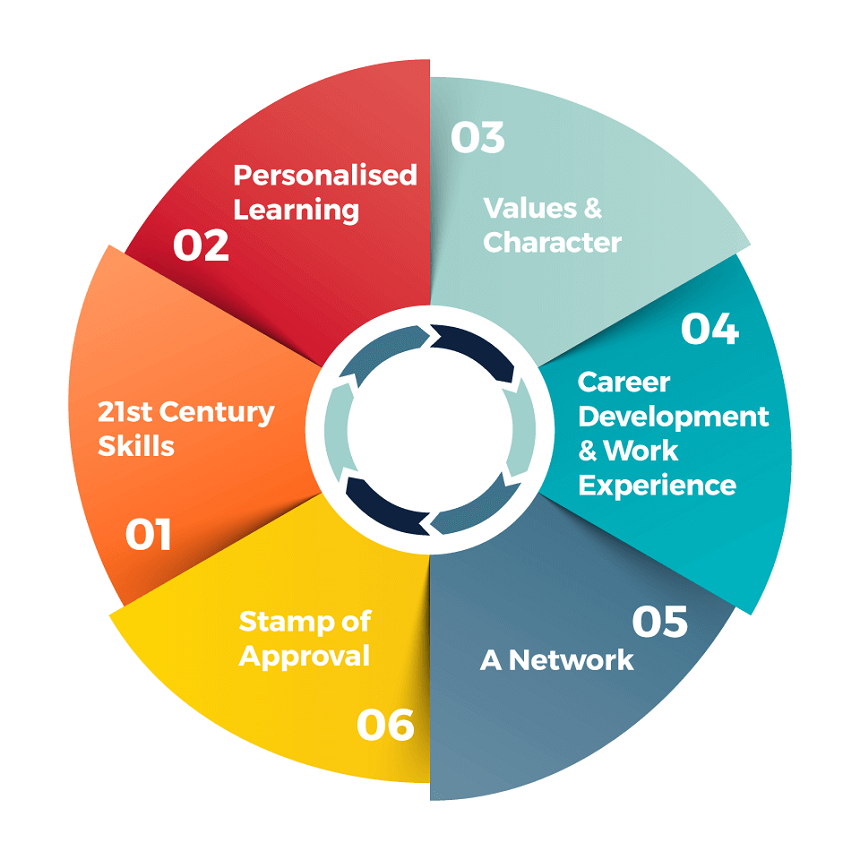 01
21st Century
Skills
02
Personalised
Learning
03
Values &
Character
04
Career
Development
& Work
Experience
05
A Network
06
Stamp of
Approval